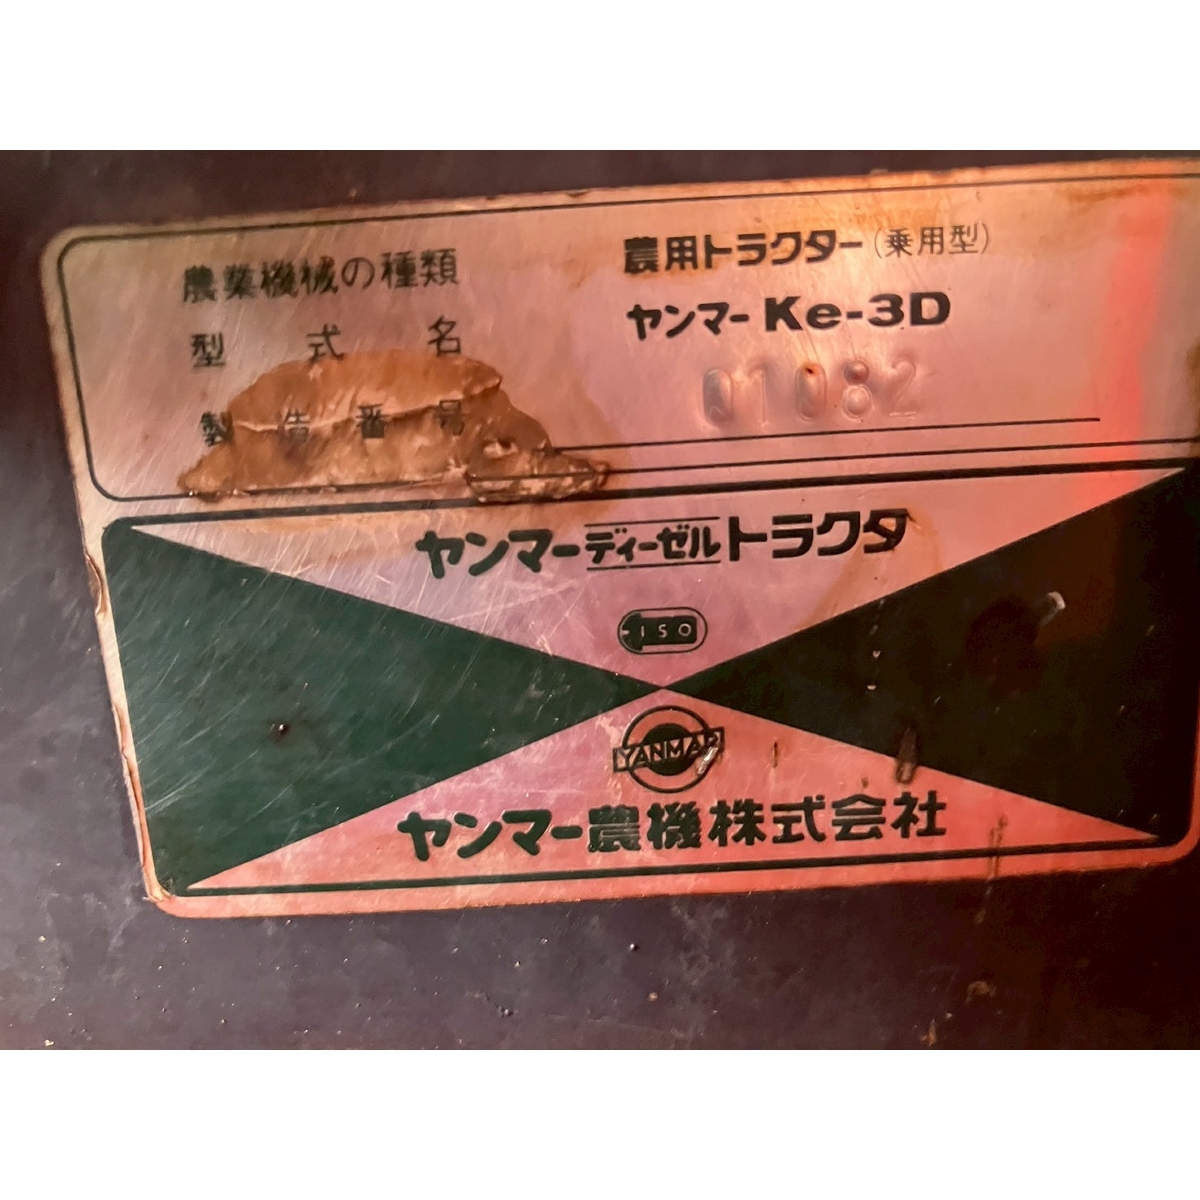 農業機械の種類 農用トラクター(乗用型)
型式名 ヤンマー Ke-3D
製造番号 01082
ヤンマーディーゼルトラクタ
ISO
YANMAR
ヤンマー農機株式会社